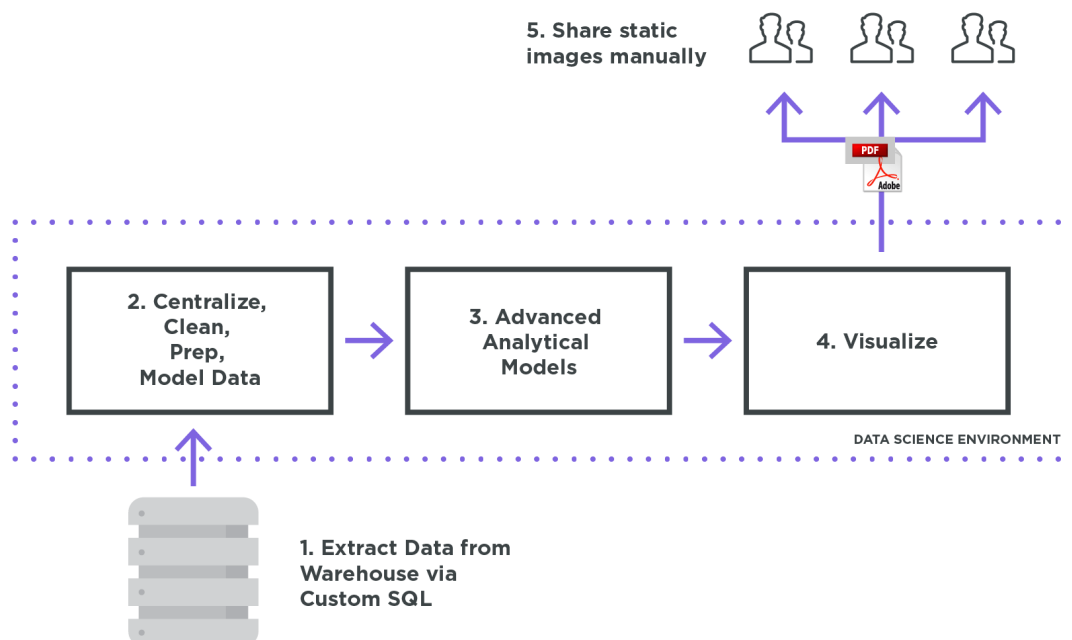 5. Share static
images manually
PDF
Adobe
2. Centralize,
Clean,
Prep,
Model Data
3. Advanced
Analytical
Models
4. Visualize
DATA SCIENCE ENVIRONMENT
1. Extract Data from
Warehouse via
Custom SQL